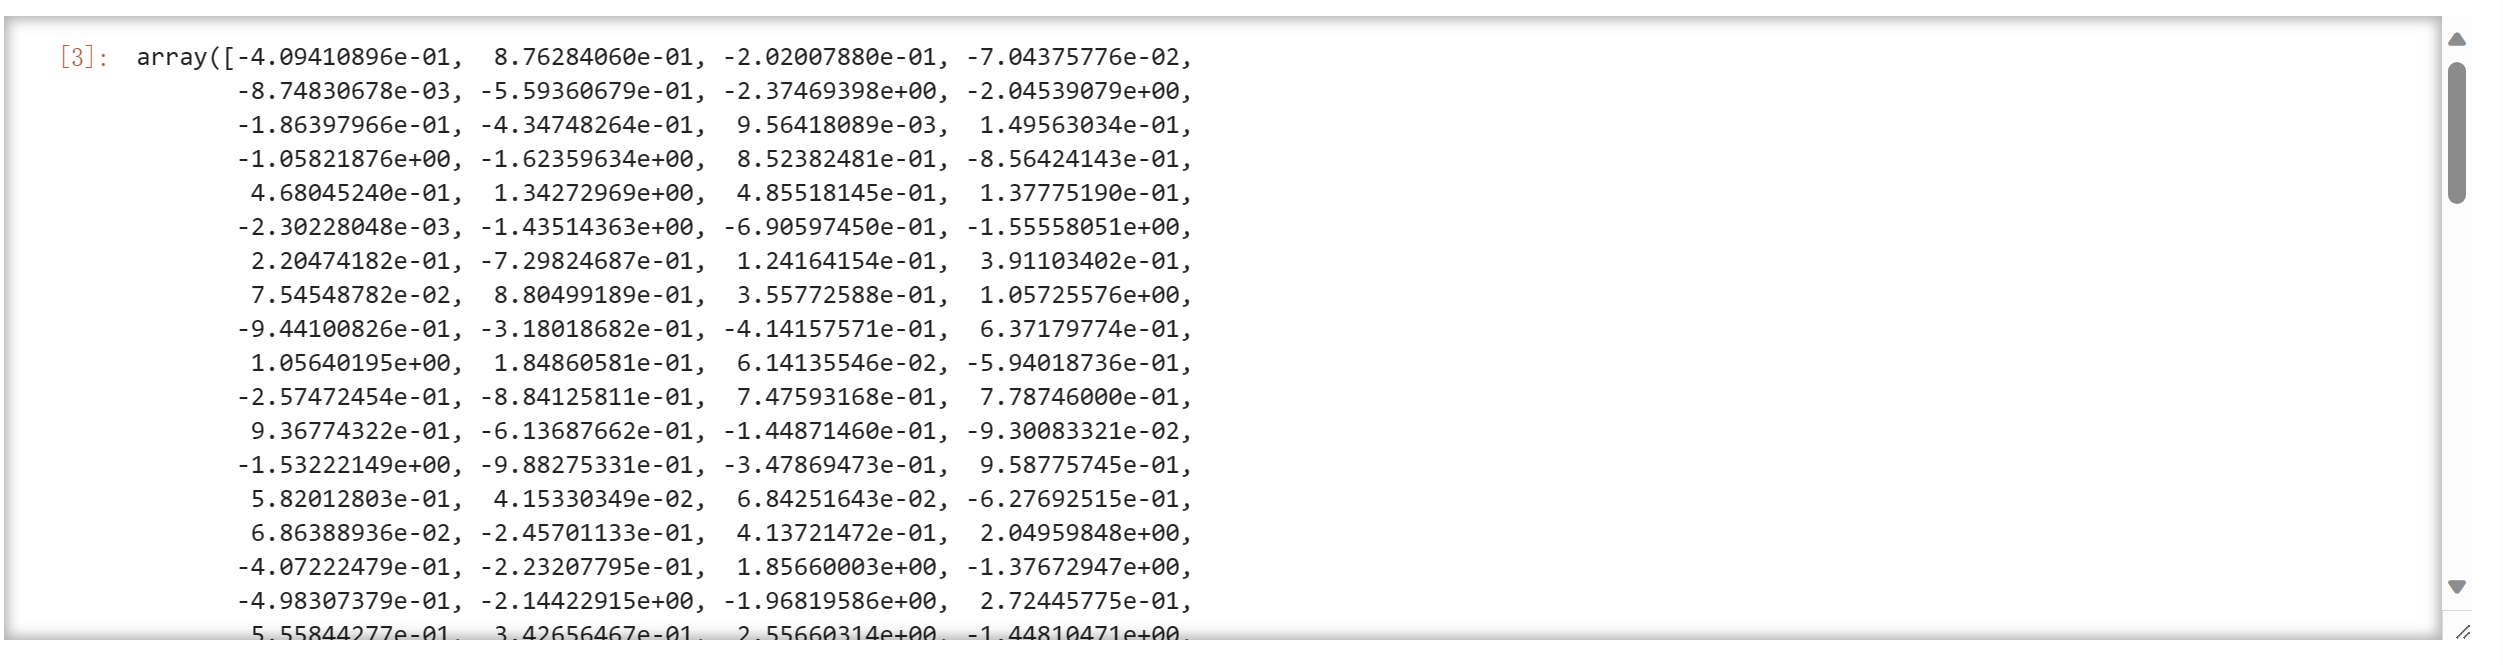 [3]: array([-4.09410896e-01,  8.76284060e-01, -2.02007880e-01, -7.04375776e-02,
-8.74830678e-03, -5.59360679e-01, -2.37469398e+00, -2.04539079e+00,
-1.86397966e-01, -4.34748264e-01,  9.56418089e-03,  1.49563034e-01,
-1.05821876e+00, -1.62359634e+00,  8.52382481e-01, -8.56424143e-01,
4.68045240e-01,  1.34272969e+00,  4.85518145e-01,  1.37775190e-01,
-2.30228048e-03, -1.43514363e+00, -6.90597450e-01, -1.55558051e+00,
2.20474182e-01, -7.29824687e-01,  1.24164154e-01,  3.91103402e-01,
7.54548782e-02,  8.80499189e-01,  3.55772588e-01,  1.05725576e+00,
-9.44100826e-01, -3.18018682e-01, -4.14157571e-01,  6.37179774e-01,
1.05640195e+00,  1.84860581e-01,  6.14135546e-02, -5.94018736e-01,
-2.57472454e-01, -8.84125811e-01,  7.47593168e-01,  7.78746000e-01,
9.36774322e-01, -6.13687662e-01, -1.44871460e-01, -9.30083321e-02,
-1.53222149e+00, -9.88275331e-01, -3.47869473e-01,  9.58775745e-01,
5.82012803e-01,  4.15330349e-02,  6.84251643e-02, -6.27692515e-01,
6.86388936e-02, -2.45701133e-01,  4.13721472e-01,  2.04959848e+00,
-4.07222479e-01, -2.23207795e-01,  1.85660003e+00, -1.37672947e+00,
-4.98307379e-01, -2.14422915e+00, -1.96819586e+00,  2.72445775e-01,
5.55844277e-01,  3.42656467e-01,  2.55660314e+00, -1.44810471e+00,